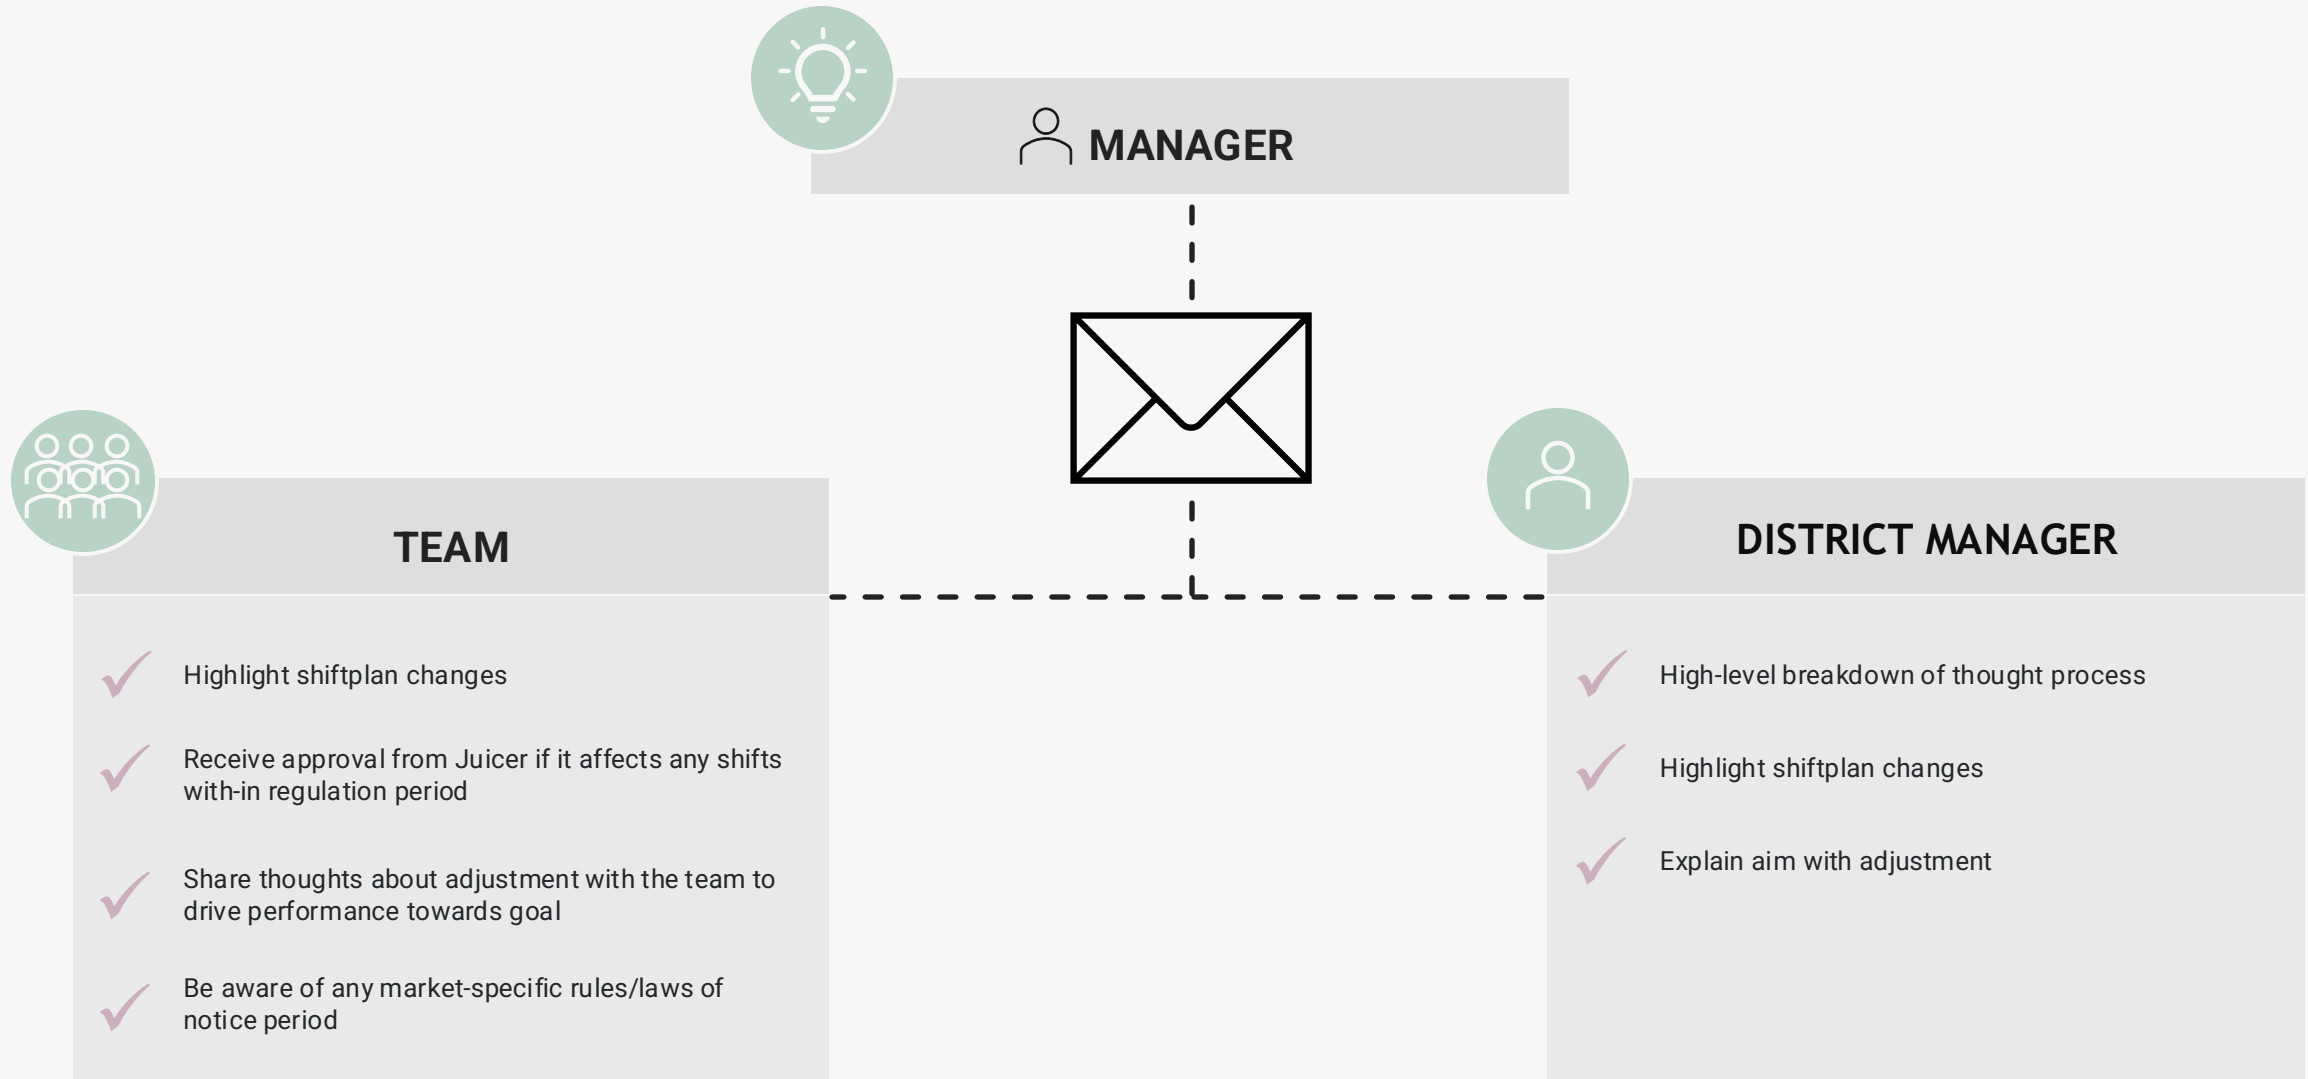 MANAGER
TEAM
Highlight shiftplan changes
Receive approval from Juicer if it affects any shifts
with-in regulation period
Share thoughts about adjustment with the team to
drive performance towards goal
Be aware of any market-specific rules/laws of
notice period
DISTRICT MANAGER
High-level breakdown of thought process
Highlight shiftplan changes
Explain aim with adjustment